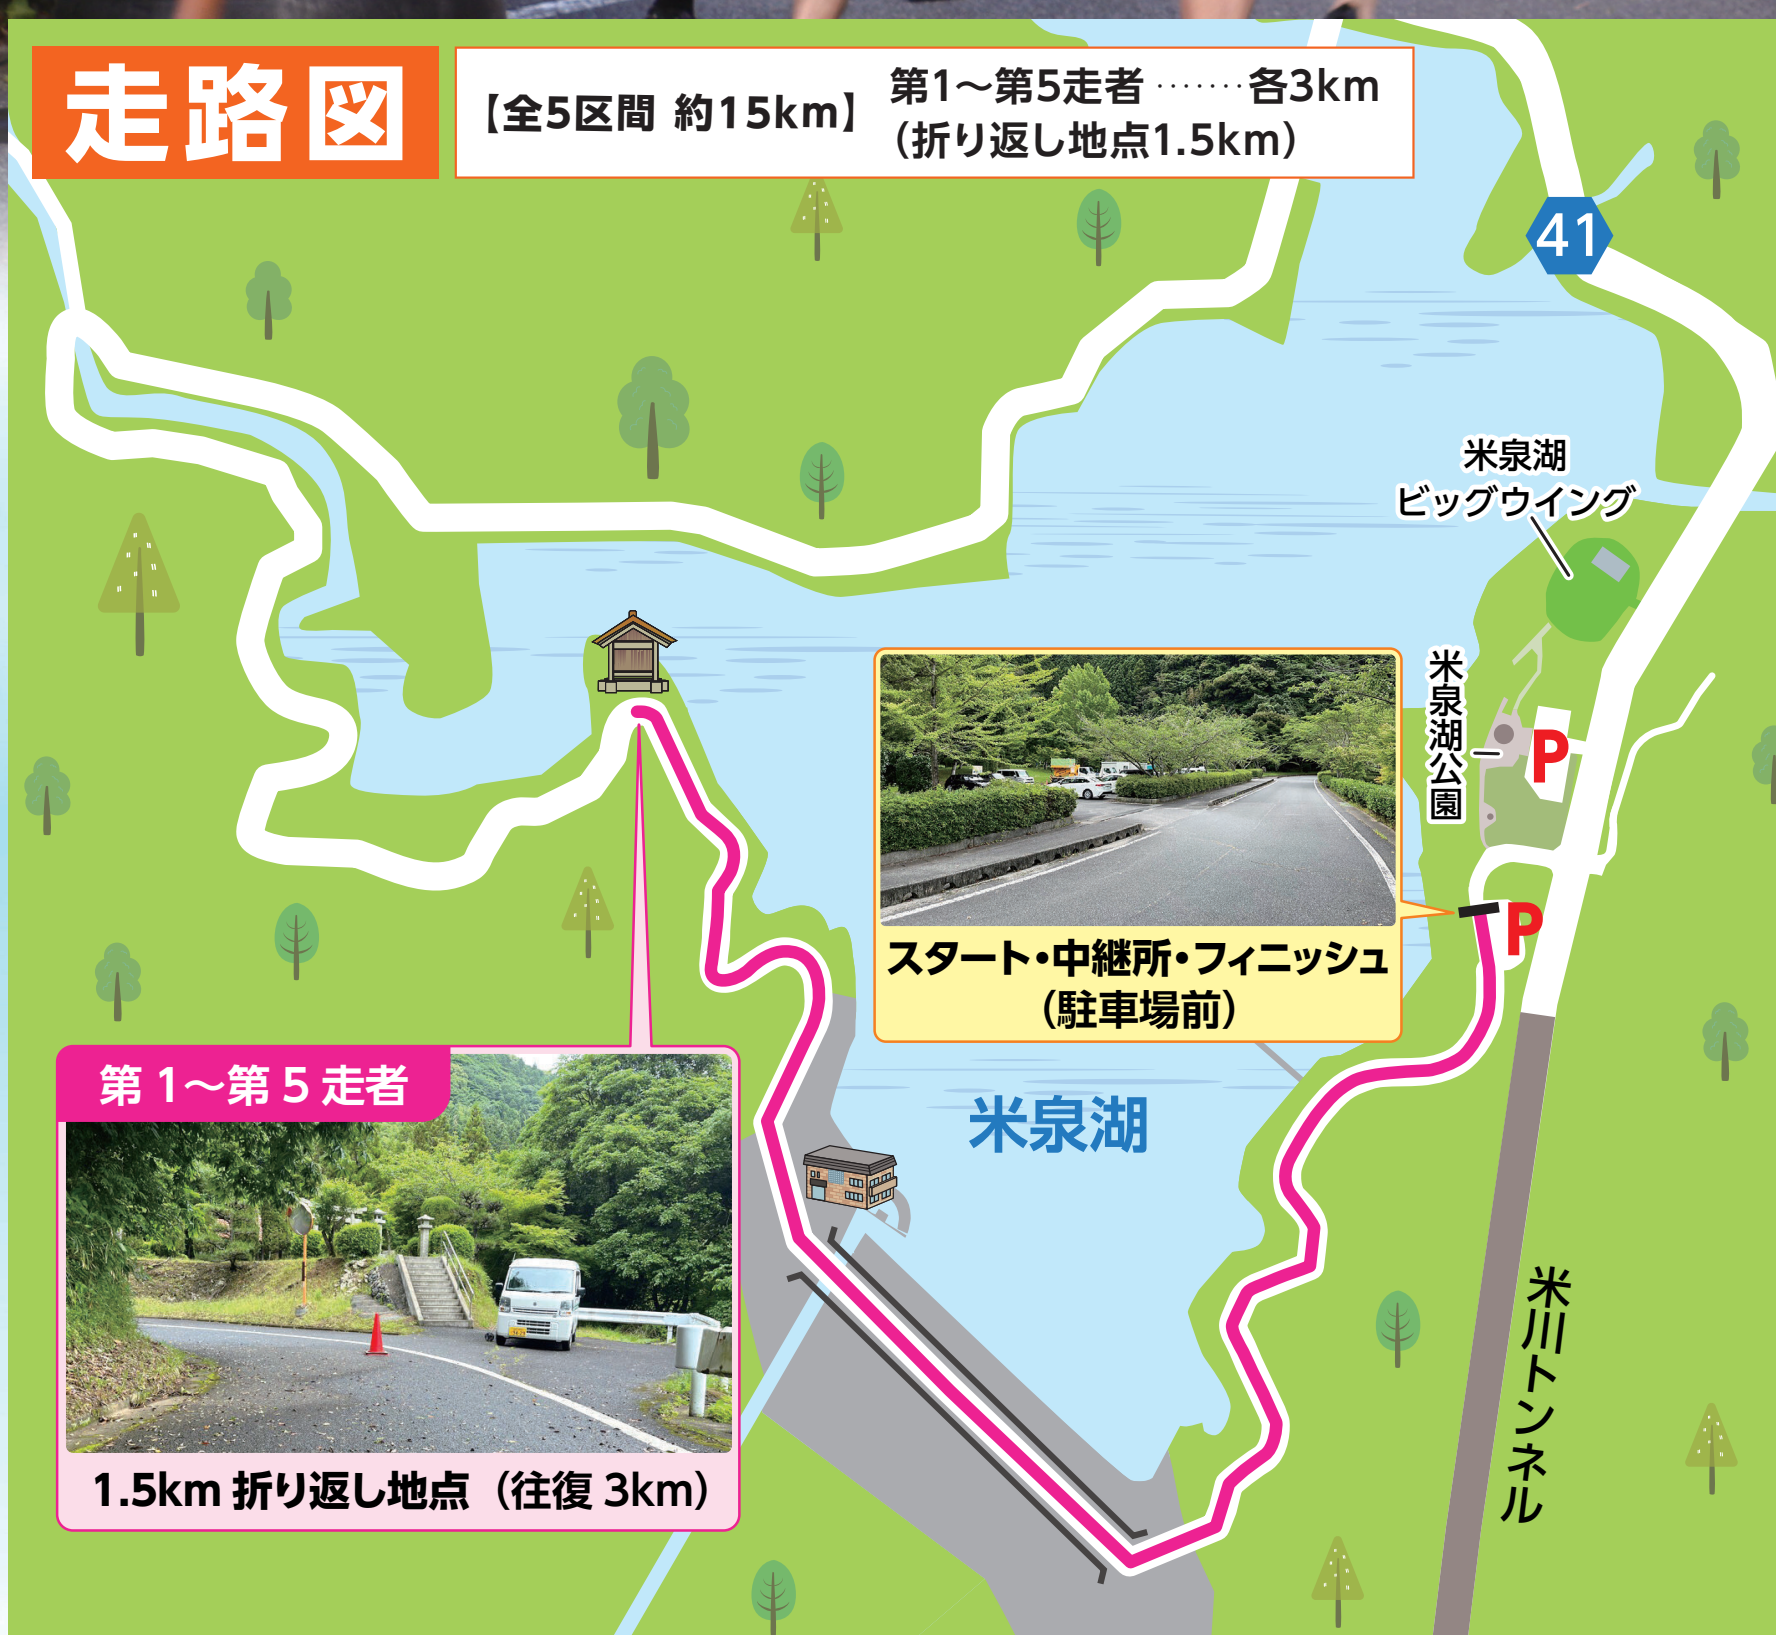 走路図
【全5区間 約15km】
第1〜第5走者 ‥‥‥‥ 各3km
（折り返し地点1.5km）
41
米泉湖
ビッグウイング
米泉湖公園
P
P
スタート・中継所・フィニッシュ
（駐車場前）
第 1〜第 5 走者
米泉湖
米川トンネル
1.5km 折り返し地点（往復 3km）